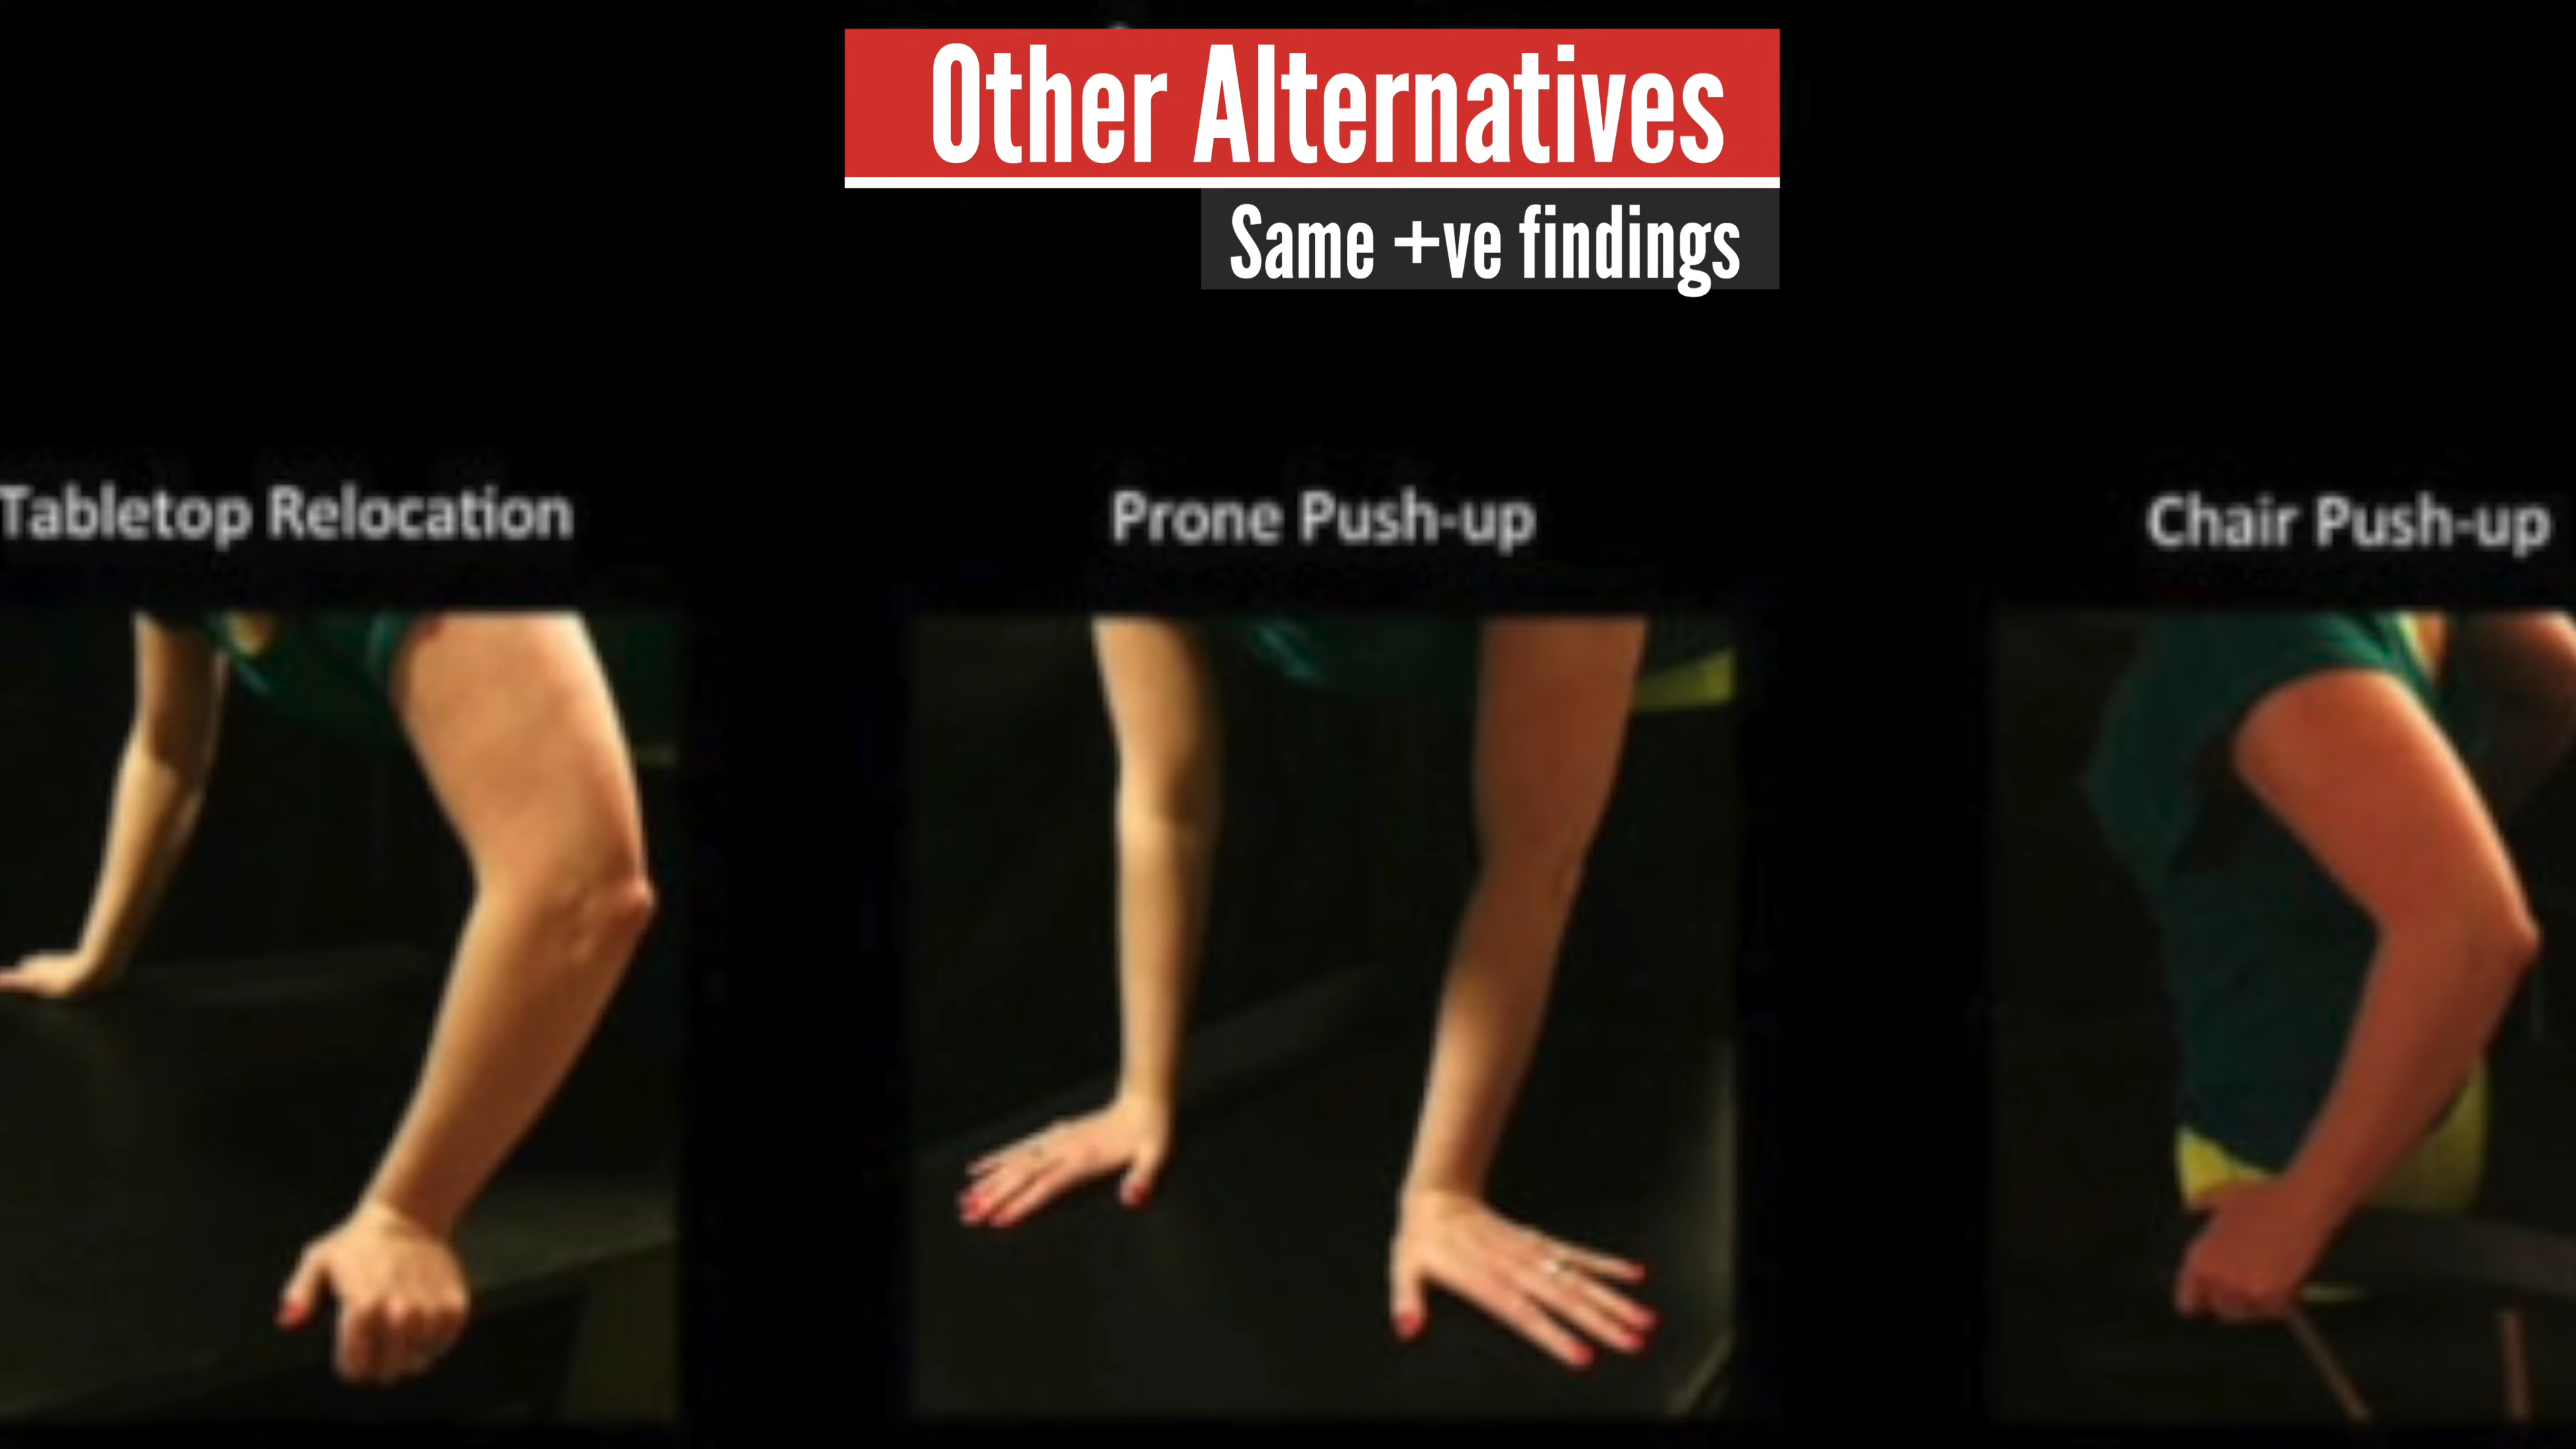 Other Alternatives
Same +ve findings
Tabletop Relocation
Prone Push-up
Chair Push-up